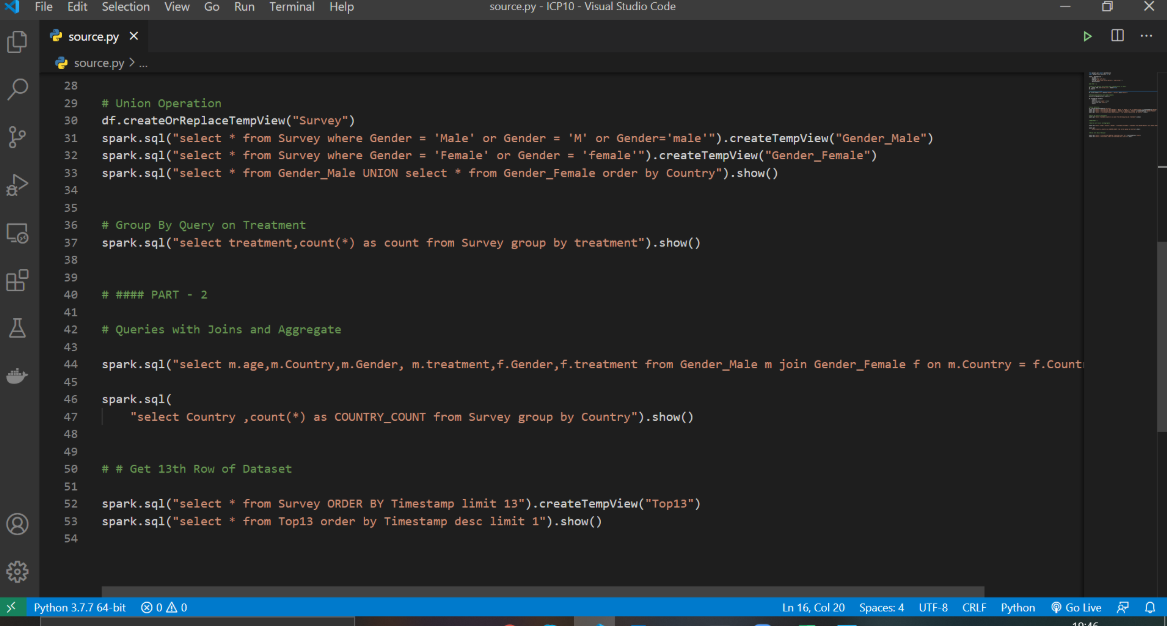 File Edit Selection View Go Run Terminal Help source.py - ICP10 - Visual Studio Code
source.py
source.py > ...
28
29 # Union Operation
30 df.createOrReplaceTempView("Survey")
31 spark.sql("select * from Survey where Gender = 'Male' or Gender = 'M' or Gender='male'").createTempView("Gender_Male")
32 spark.sql("select * from Survey where Gender = 'Female' or Gender = 'female'").createTempView("Gender_Female")
33 spark.sql("select * from Gender_Male UNION select * from Gender_Female order by Country").show()
34
35
36 # Group By Query on Treatment
37 spark.sql("select treatment,count(*) as count from Survey group by treatment").show()
38
39
40 # #### PART - 2
41
42 # Queries with Joins and Aggregate
43
44 spark.sql("select m.age,m.Country,m.Gender, m.treatment,f.Gender,f.treatment from Gender_Male m join Gender_Female f on m.Country = f.Count
45
46 spark.sql(
47 "select Country ,count(*) as COUNTRY_COUNT from Survey group by Country").show()
48
49
50 # # Get 13th Row of Dataset
51
52 spark.sql("select * from Survey ORDER BY Timestamp limit 13").createTempView("Top13")
53 spark.sql("select * from Top13 order by Timestamp desc limit 1").show()
54
Python 3.7.7 64-bit 0 0 Ln 16, Col 20 Spaces: 4 UTF-8 CRLF Python Go Live